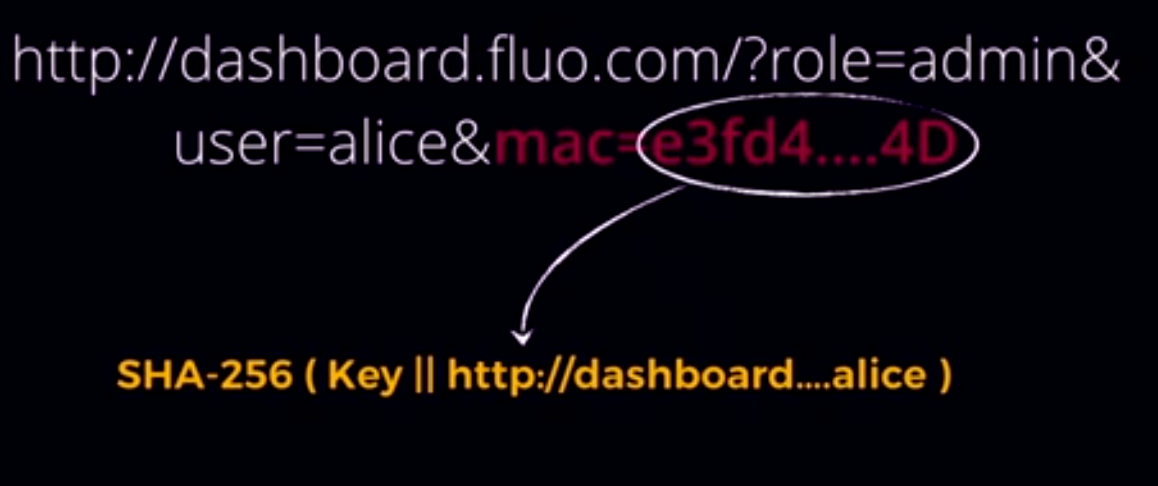 http://dashboard.fluo.com/?role=admin&
user=alice&mac=e3fd4....4D
SHA-256 ( Key || http://dashboard....alice )